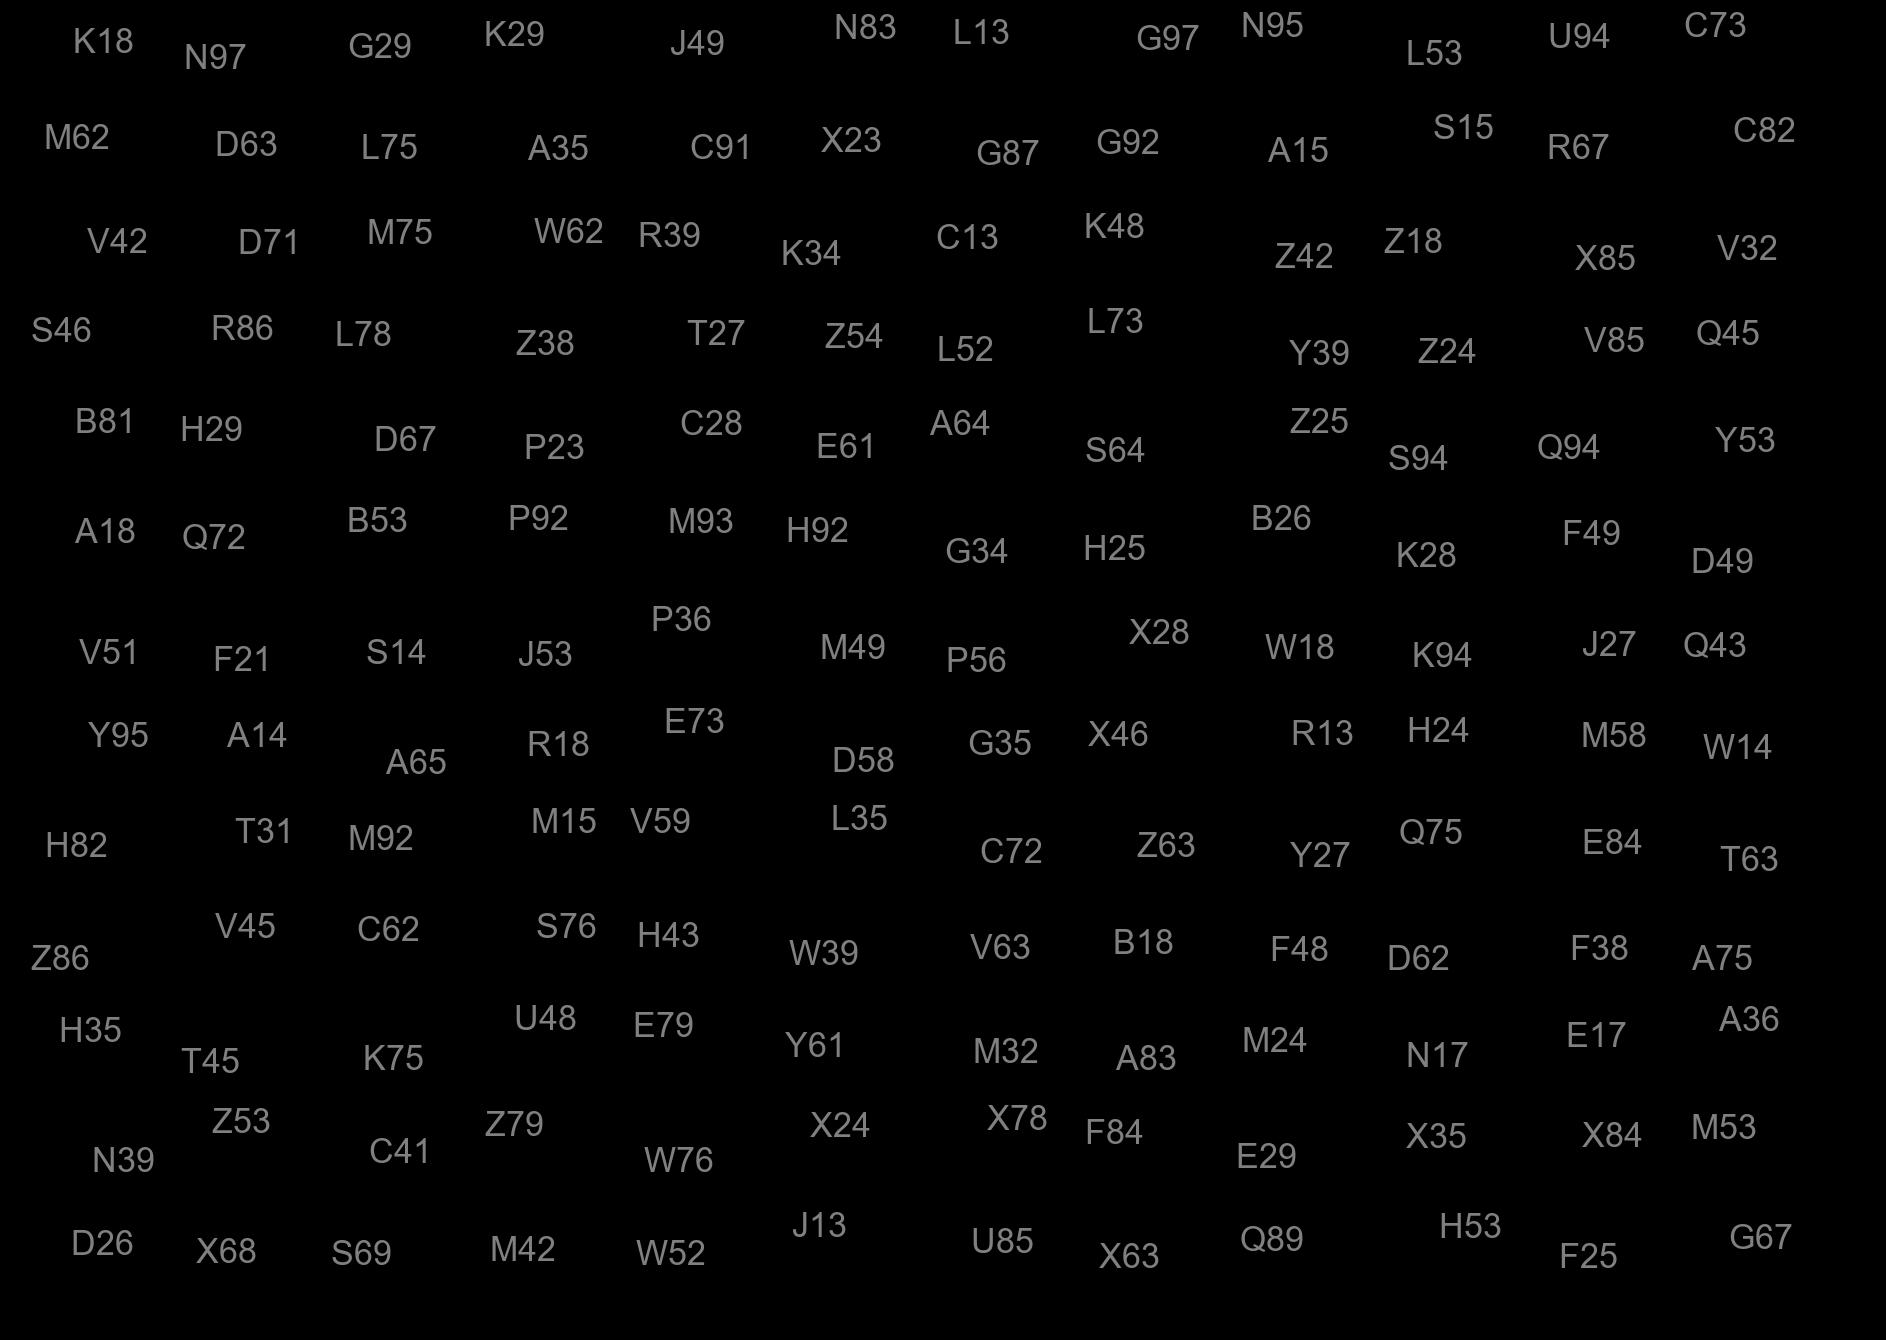 K18 N97 G29 K29 J49 N83 L13 G97 N95 L53 U94 C73
M62 D63 L75 A35 C91 X23 G87 G92 A15 S15 R67 C82
V42 D71 M75 W62 R39 K34 C13 K48 Z42 Z18 X85 V32
S46 R86 L78 Z38 T27 Z54 L52 L73 Y39 Z24 V85 Q45
B81 H29 D67 P23 C28 E61 A64 S64 Z25 S94 Q94 Y53
A18 Q72 B53 P92 M93 H92 G34 H25 B26 K28 F49 D49
V51 F21 S14 J53 P36 M49 P56 X28 W18 K94 J27 Q43
Y95 A14 A65 R18 E73 D58 G35 X46 R13 H24 M58 W14
H82 T31 M92 M15 V59 L35 C72 Z63 Y27 Q75 E84 T63
Z86 V45 C62 S76 H43 W39 V63 B18 F48 D62 F38 A75
H35 T45 K75 U48 E79 Y61 M32 A83 M24 N17 E17 A36
N39 Z53 C41 Z79 W76 X24 X78 F84 E29 X35 X84 M53
D26 X68 S69 M42 W52 J13 U85 X63 Q89 H53 F25 G67